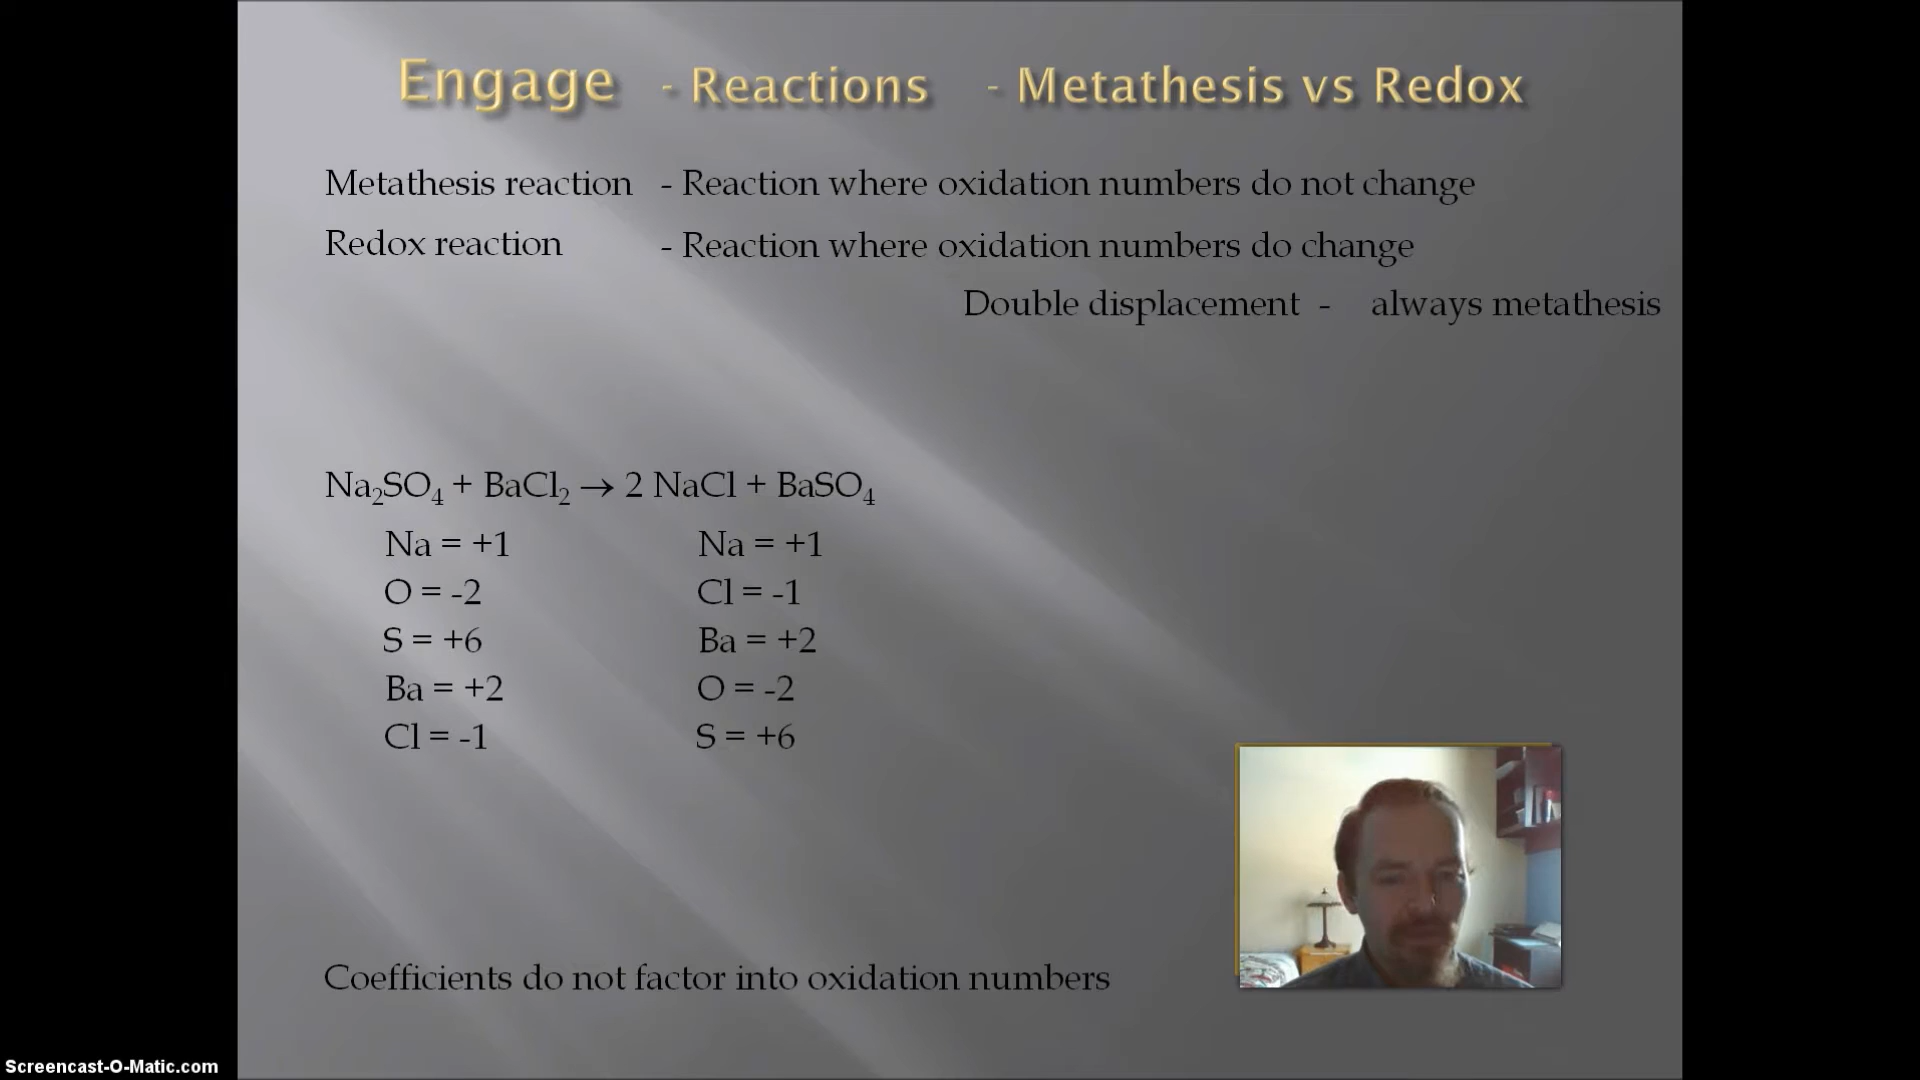 Engage - Reactions - Metathesis vs Redox
Metathesis reaction - Reaction where oxidation numbers do not change
Redox reaction - Reaction where oxidation numbers do change
Double displacement - always metathesis
Na₂SO₄ + BaCl₂ → 2 NaCl + BaSO₄
Na = +1 Na = +1
O = -2 Cl = -1
S = +6 Ba = +2
Ba = +2 O = -2
Cl = -1 S = +6
Coefficients do not factor into oxidation numbers
Screencast-O-Matic.com